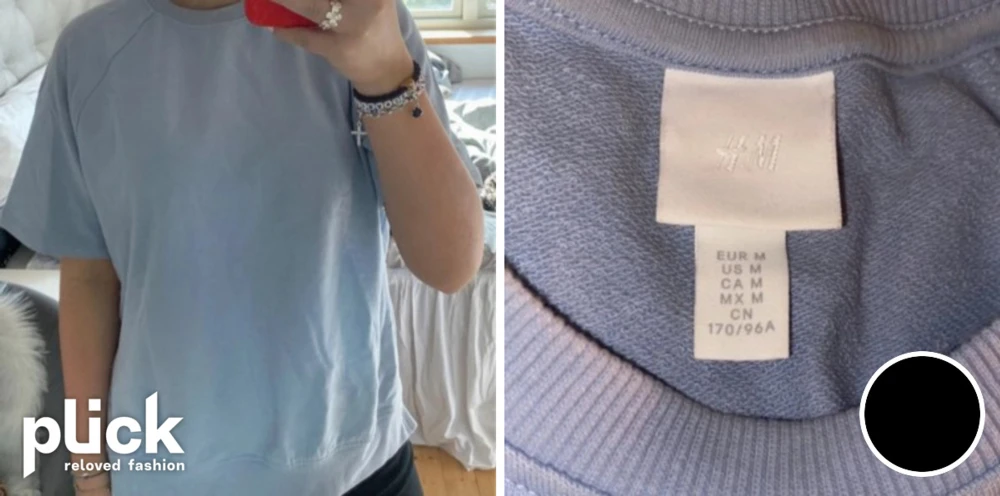 plick
reloved fashion
H&M
EUR M
US M
CA M
MX M
CN
170/96A